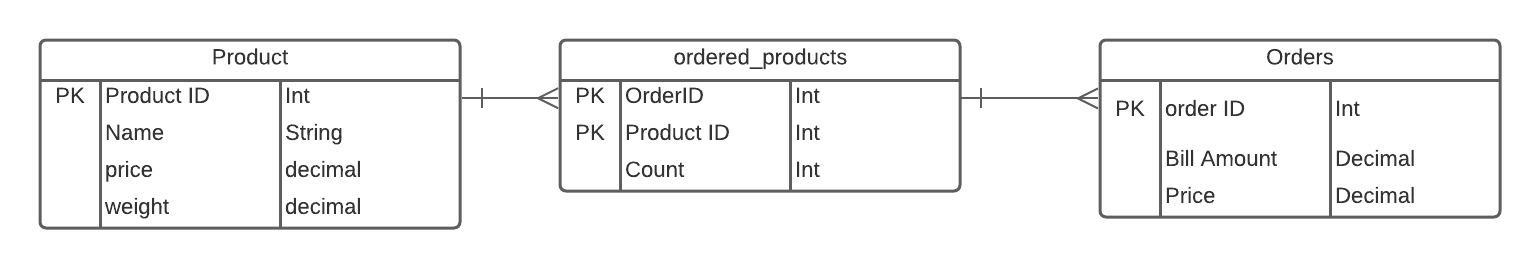 Product
PK Product ID Int
Name String
price decimal
weight decimal
ordered_products
PK OrderID Int
PK Product ID Int
Count Int
Orders
PK order ID Int
Bill Amount Decimal
Price Decimal